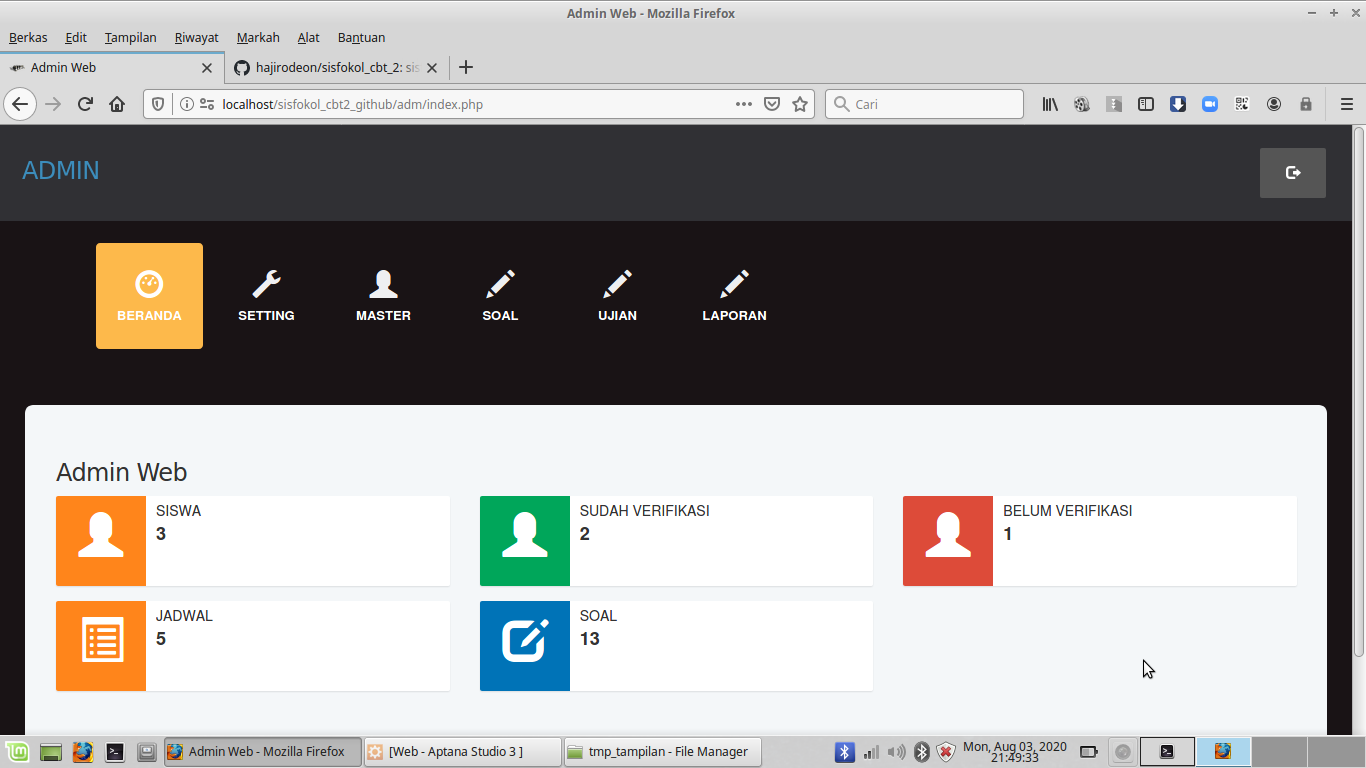 Admin Web - Mozilla Firefox
Berkas Edit Tampilan Riwayat Markah Alat Bantuan
Admin Web
hajirodeon/sisfokol_cbt_2: sis
localhost/sisfokol_cbt2_github/adm/index.php
Cari
ADMIN
BERANDA SETTING MASTER SOAL UJIAN LAPORAN
Admin Web
SISWA
3
SUDAH VERIFIKASI
2
BELUM VERIFIKASI
1
JADWAL
5
SOAL
13
Admin Web - Mozilla Firefox
[Web - Aptana Studio 3 ]
tmp_tampilan - File Manager
Mon, Aug 03, 2020
21:49:33